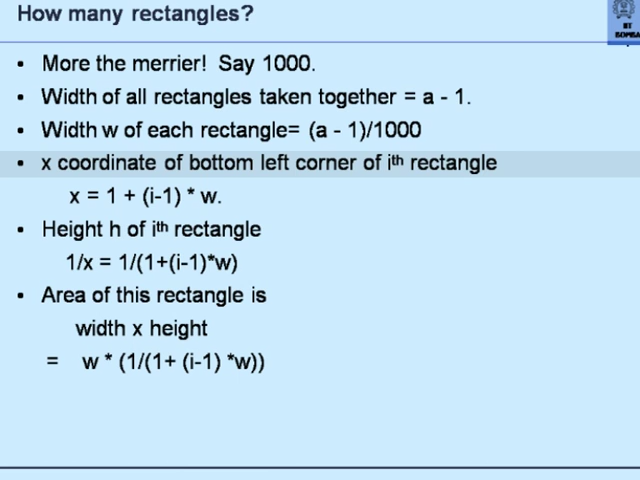 How many rectangles?
IIT
BOMBA
• More the merrier! Say 1000.
• Width of all rectangles taken together = a - 1.
• Width w of each rectangle= (a - 1)/1000
• x coordinate of bottom left corner of ith rectangle
x = 1 + (i-1) * w.
• Height h of ith rectangle
1/x = 1/(1+(i-1)*w)
• Area of this rectangle is
width x height
= w * (1/(1+ (i-1) *w))